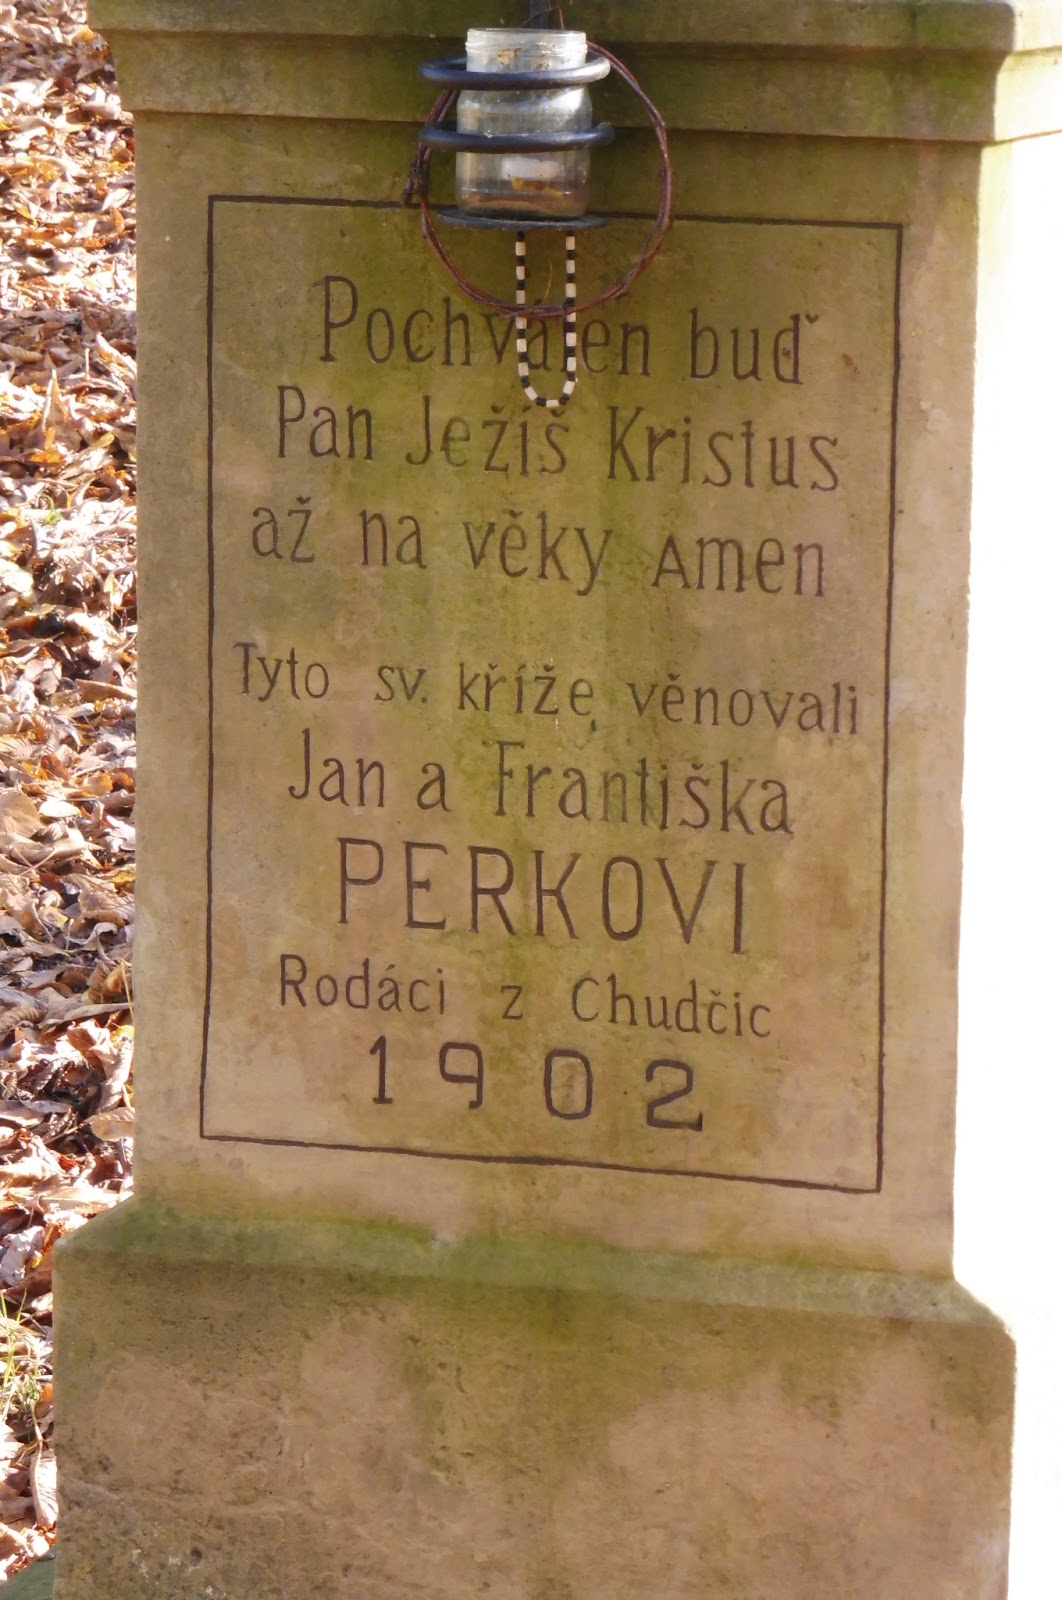 Pochválen buď
Pan Ježíš Kristus
až na věky Amen
Tyto sv. kříže věnovali
Jan a Františka
PERKOVI
Rodáci z Chudčic
1902